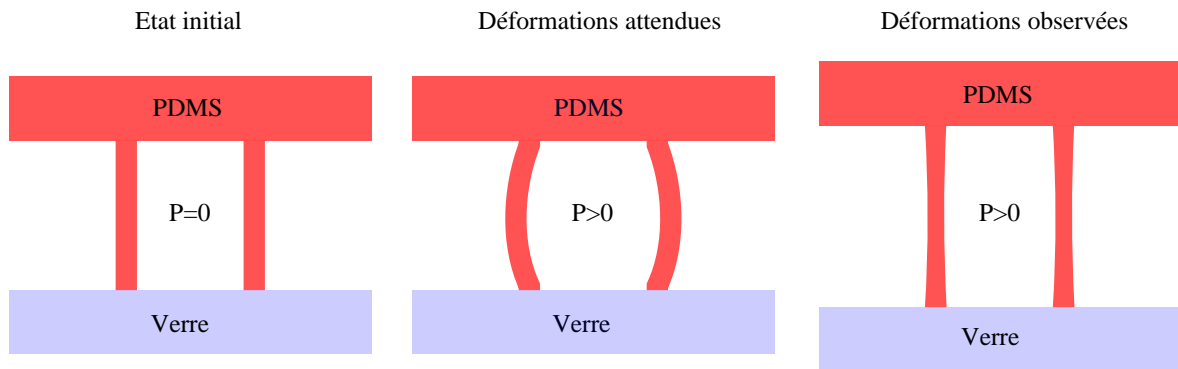 Etat initial
Déformations attendues
Déformations observées
PDMS
PDMS
PDMS
P=0
P>0
P>0
Verre
Verre
Verre